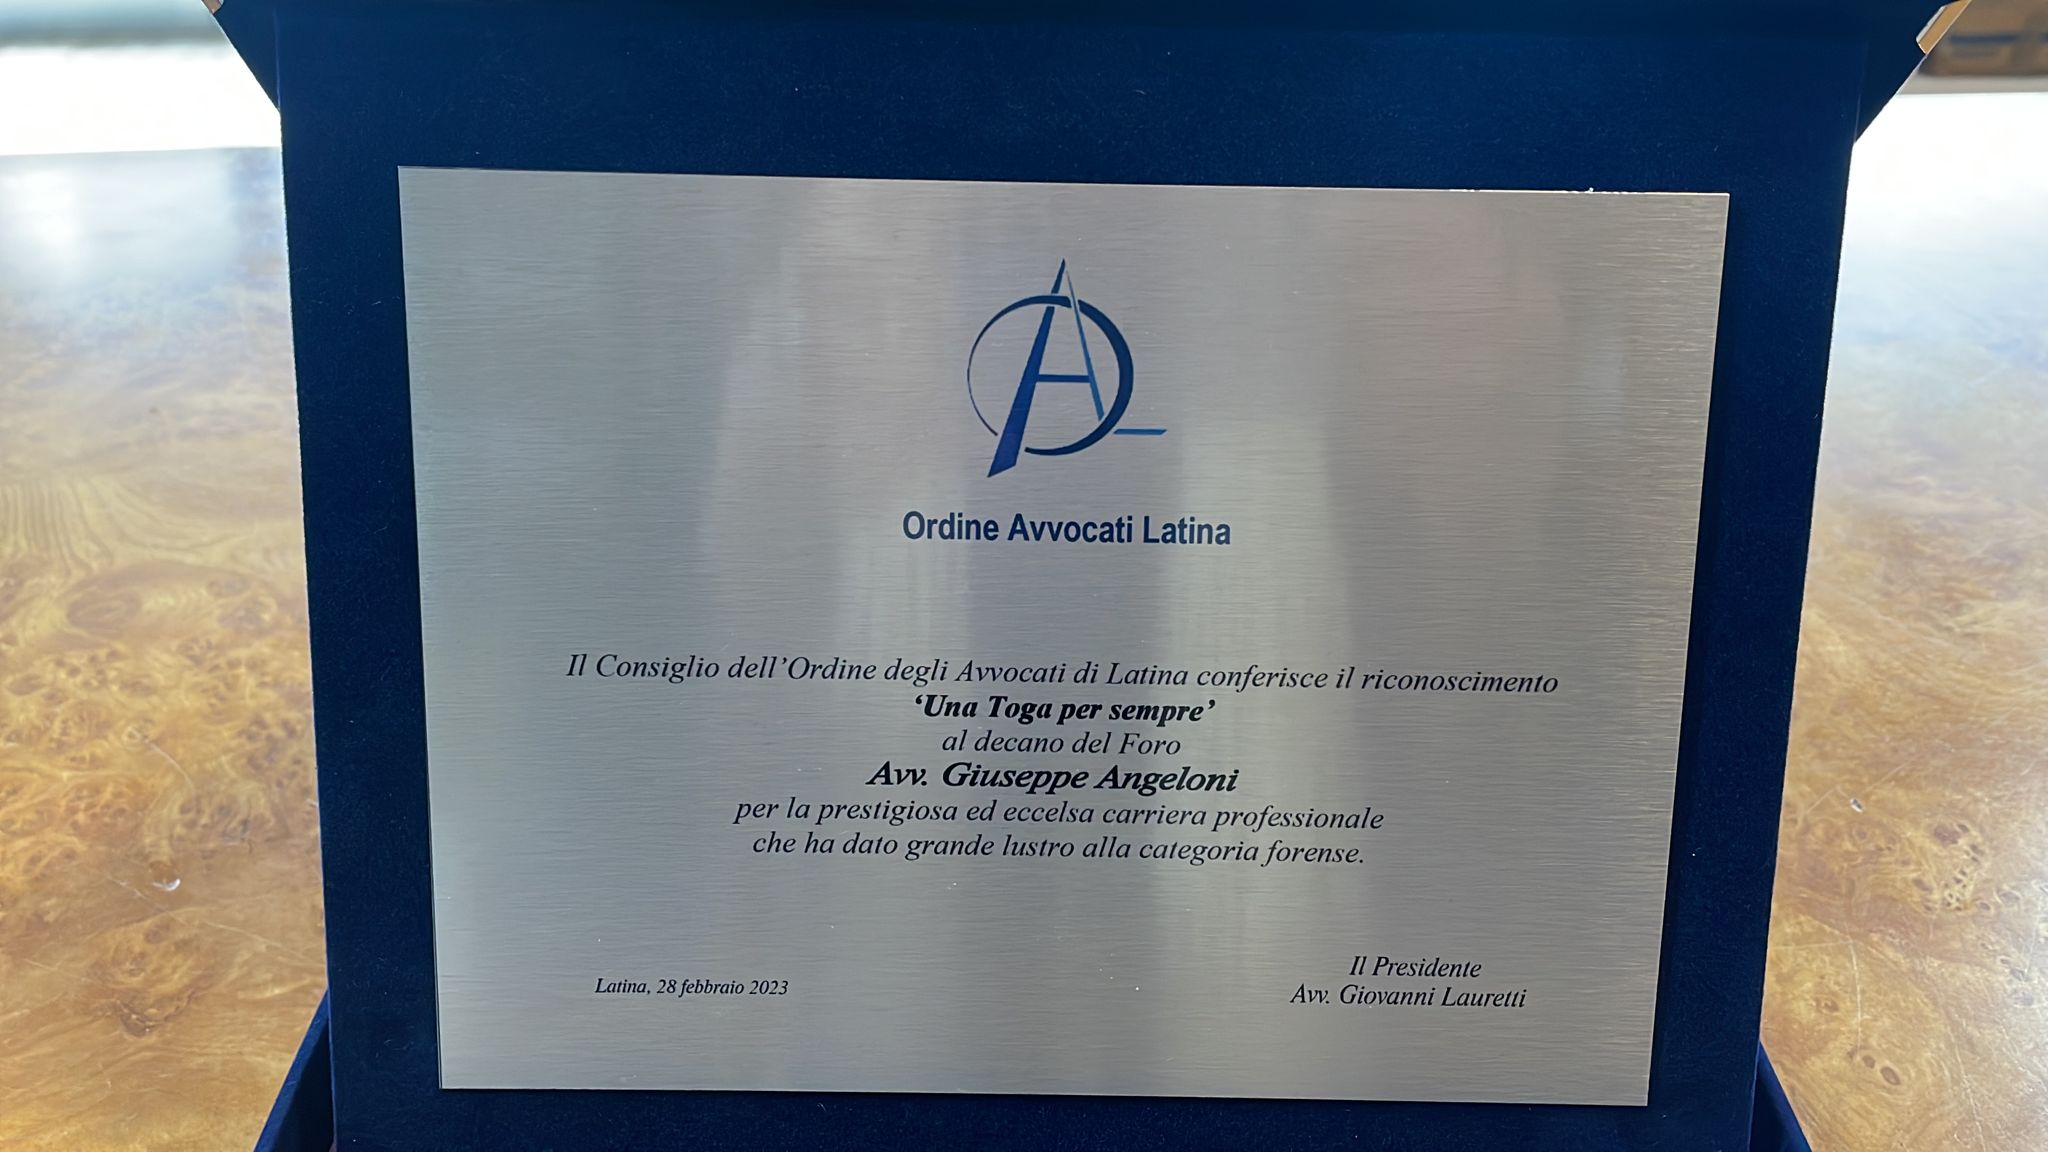 Ordine Avvocati Latina
Il Consiglio dell'Ordine degli Avvocati di Latina conferisce il riconoscimento
‘Una Toga per sempre’
al decano del Foro
Avv. Giuseppe Angeloni
per la prestigiosa ed eccelsa carriera professionale
che ha dato grande lustro alla categoria forense.
Latina, 28 febbraio 2023
Il Presidente
Avv. Giovanni Lauretti